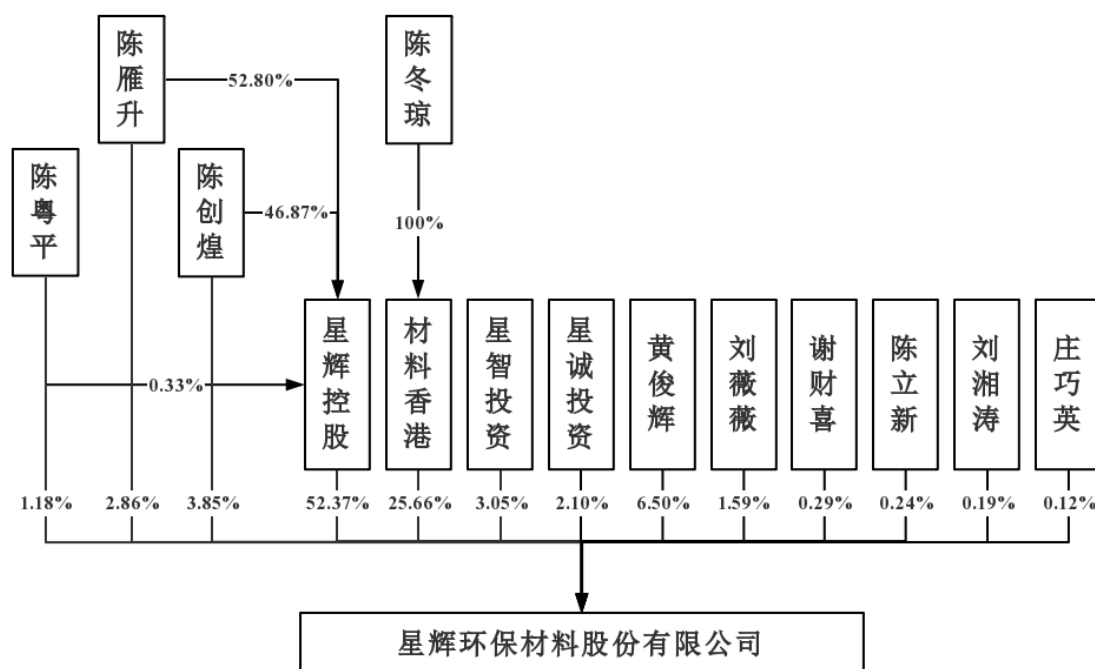 陈雁升
陈冬琼
52.80%
陈粤平
陈创煌
46.87%
100%
0.33%
星辉控股
材料香港
星智投资
星诚投资
黄俊辉
刘薇薇
谢财喜
陈立新
刘湘涛
庄巧英
1.18%
2.86%
3.85%
52.37%
25.66%
3.05%
2.10%
6.50%
1.59%
0.29%
0.24%
0.19%
0.12%
星辉环保材料股份有限公司